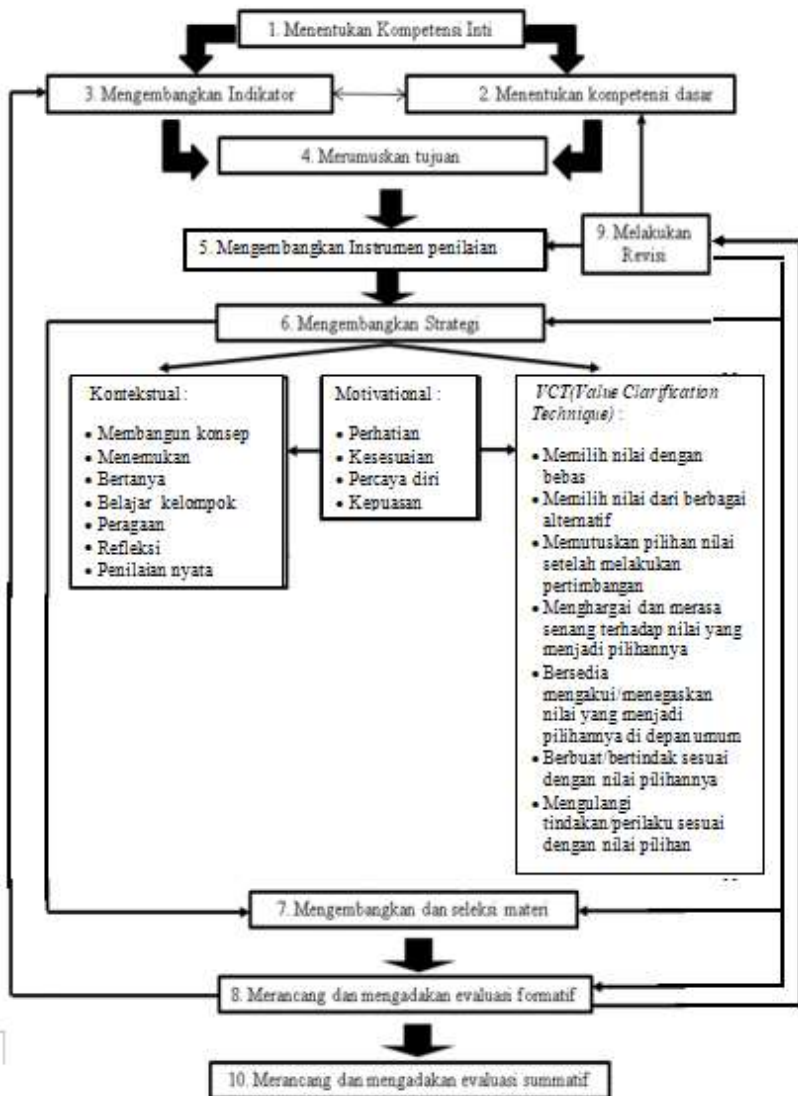 1. Menentukan Kompetensi Inti
3. Mengembangkan Indikator
2. Menentukan kompetensi dasar
4. Merumuskan tujuan
5. Mengembangkan Instrumen penilaian
9. Melakukan
Revisi
6. Mengembangkan Strategi
Kontekstual :
• Membangun konsep
• Menemukan
• Bertanya
• Belajar kelompok
• Peragaan
• Refleksi
• Penilaian nyata
Motivational :
• Perhatian
• Kesesuaian
• Percaya diri
• Kepuasan
VCT(Value Clarification
Technique) :
• Memilih nilai dengan
bebas
• Memilih nilai dari berbagai
alternatif
• Memutuskan pilihan nilai
setelah melakukan
pertimbangan
• Menghargai dan merasa
senang terhadap nilai yang
menjadi pilihannya
• Bersedia
mengakui/menegaskan
nilai yang menjadi
pilihannya di depan umum
• Berbuat/bertindak sesuai
dengan nilai pilihannya
• Mengulangi
tindakan/perilaku sesuai
dengan nilai pilihan
7. Mengembangkan dan seleksi materi
8. Merancang dan mengadakan evaluasi formatif
10. Merancang dan mengadakan evaluasi summatif